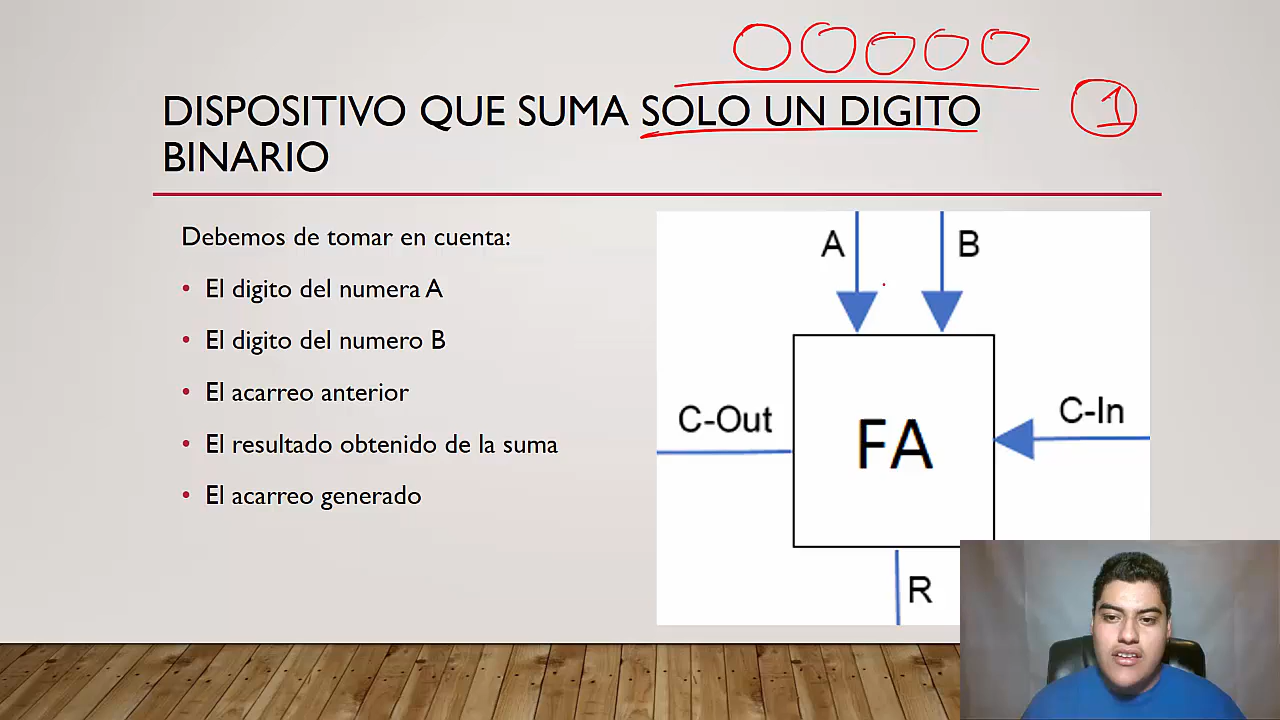 DISPOSITIVO QUE SUMA SOLO UN DIGITO
BINARIO
1
Debemos de tomar en cuenta:
• El digito del numera A
• El digito del numero B
• El acarreo anterior
• El resultado obtenido de la suma
• El acarreo generado
A
B
C-Out
FA
C-In
R